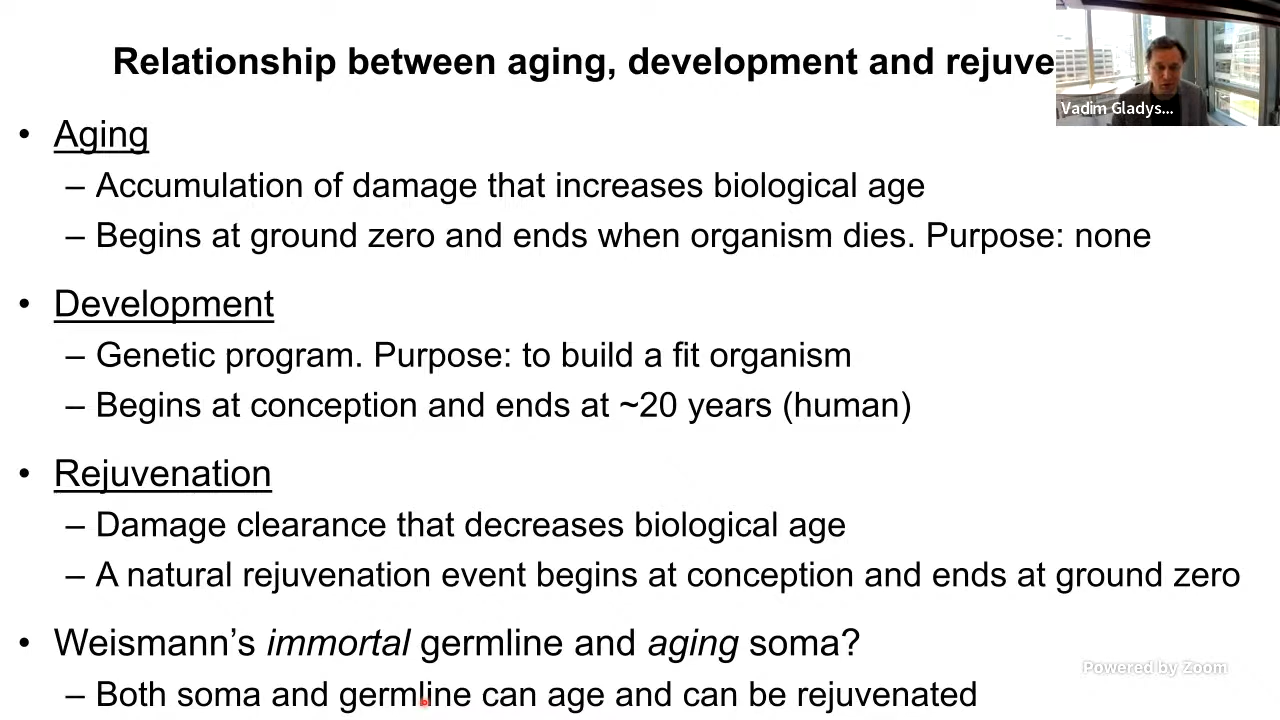 Relationship between aging, development and rejuve
Vadim Gladys...
• Aging
– Accumulation of damage that increases biological age
– Begins at ground zero and ends when organism dies. Purpose: none
• Development
– Genetic program. Purpose: to build a fit organism
– Begins at conception and ends at ~20 years (human)
• Rejuvenation
– Damage clearance that decreases biological age
– A natural rejuvenation event begins at conception and ends at ground zero
• Weismann’s immortal germline and aging soma?
– Both soma and germline can age and can be rejuvenated
Powered by Zoom